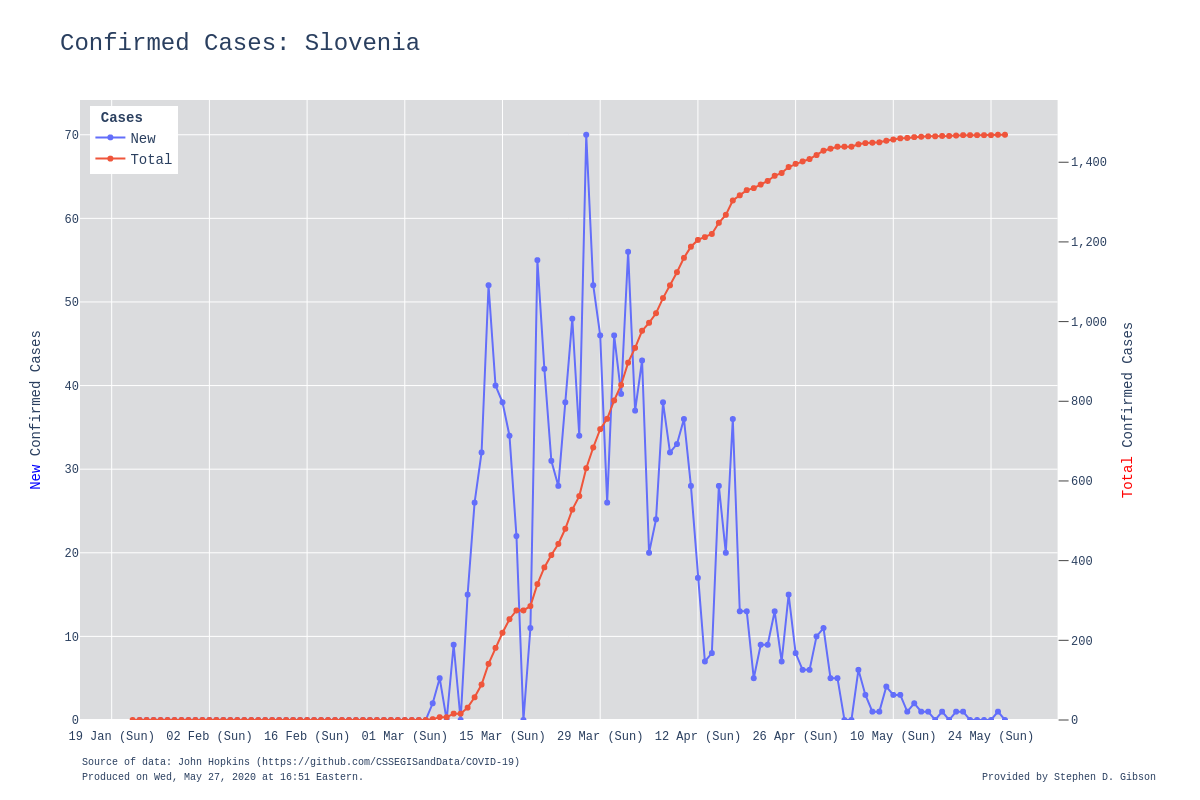 Confirmed Cases: Slovenia
Cases
New
Total
70
60
50
40
30
20
10
0
New Confirmed Cases
1,400
1,200
1,000
800
600
400
200
0
Total Confirmed Cases
19 Jan (Sun) 02 Feb (Sun) 16 Feb (Sun) 01 Mar (Sun) 15 Mar (Sun) 29 Mar (Sun) 12 Apr (Sun) 26 Apr (Sun) 10 May (Sun) 24 May (Sun)
Source of data: John Hopkins (https://github.com/CSSEGISandData/COVID-19)
Produced on Wed, May 27, 2020 at 16:51 Eastern.
Provided by Stephen D. Gibson